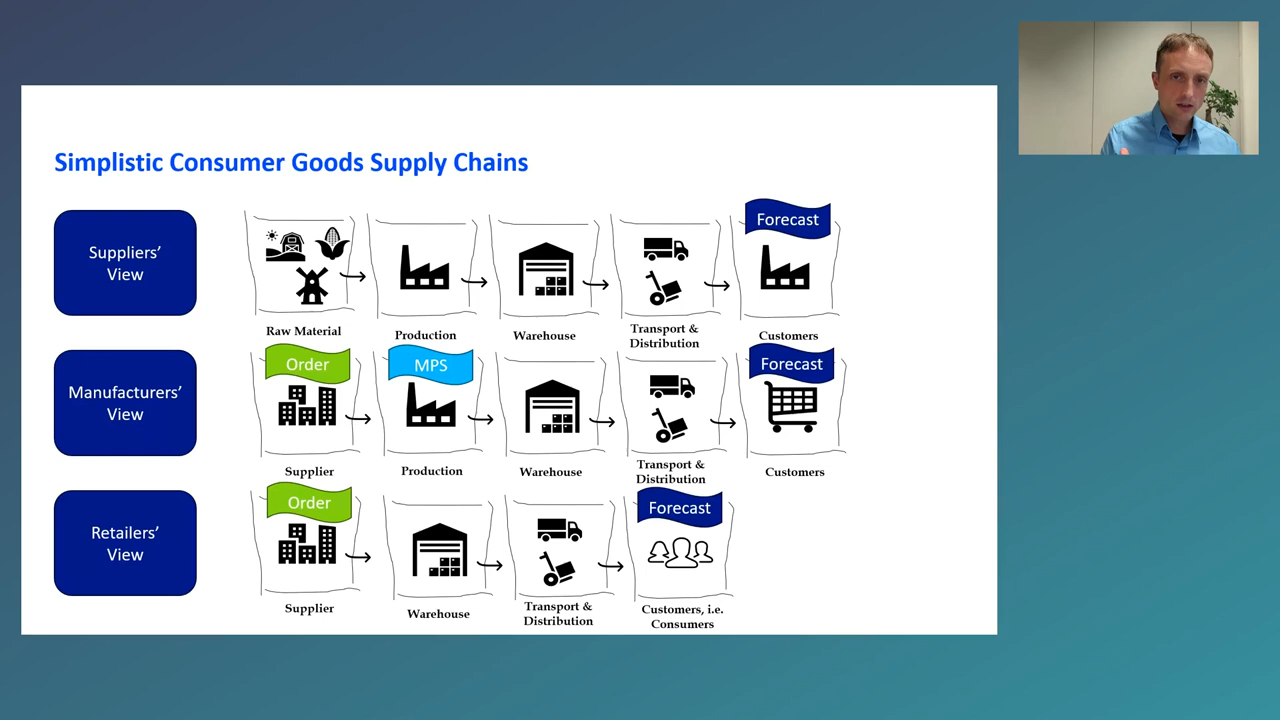 Simplistic Consumer Goods Supply Chains
Suppliers'
View
Forecast
Raw Material
Production
Warehouse
Transport &
Distribution
Customers
Manufacturers'
View
Order
MPS
Forecast
Supplier
Production
Warehouse
Transport &
Distribution
Customers
Retailers'
View
Order
Forecast
Supplier
Warehouse
Transport &
Distribution
Customers, i.e.
Consumers